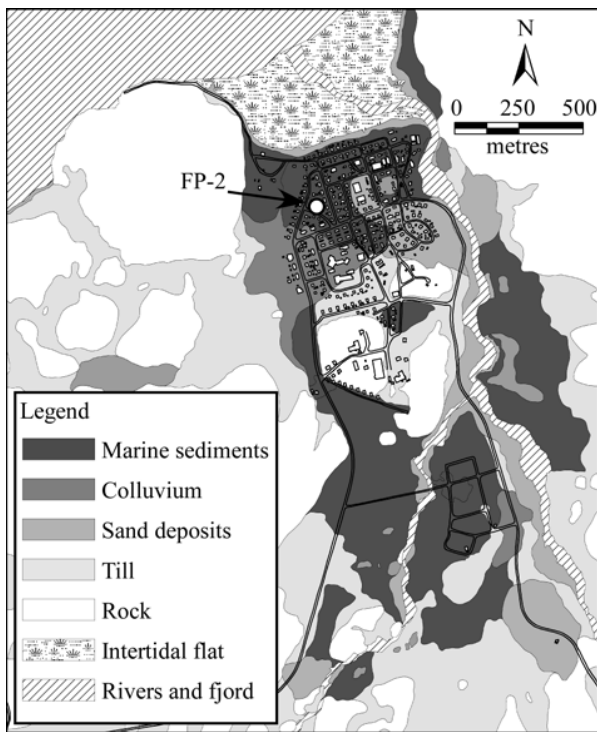 N
0 250 500
metres
FP-2
Legend
Marine sediments
Colluvium
Sand deposits
Till
Rock
Intertidal flat
Rivers and fjord